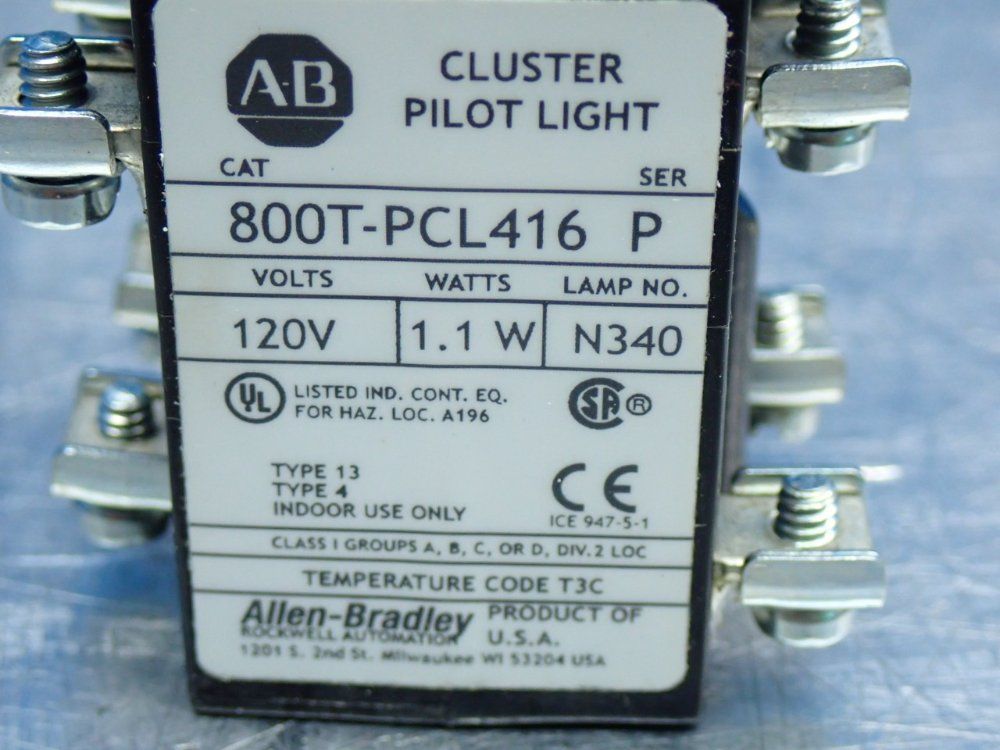 A-B
CLUSTER
PILOT LIGHT
CAT SER
800T-PCL416 P
VOLTS WATTS LAMP NO.
120V 1.1 W N340
UL LISTED IND. CONT. EQ.
FOR HAZ. LOC. A196
SA ®
TYPE 13
TYPE 4
INDOOR USE ONLY
CE
ICE 947-5-1
CLASS I GROUPS A, B, C, OR D, DIV. 2 LOC
TEMPERATURE CODE T3C
Allen-Bradley PRODUCT OF
ROCKWELL AUTOMATION U.S.A.
1201 S. 2nd St. Milwaukee WI 53204 USA